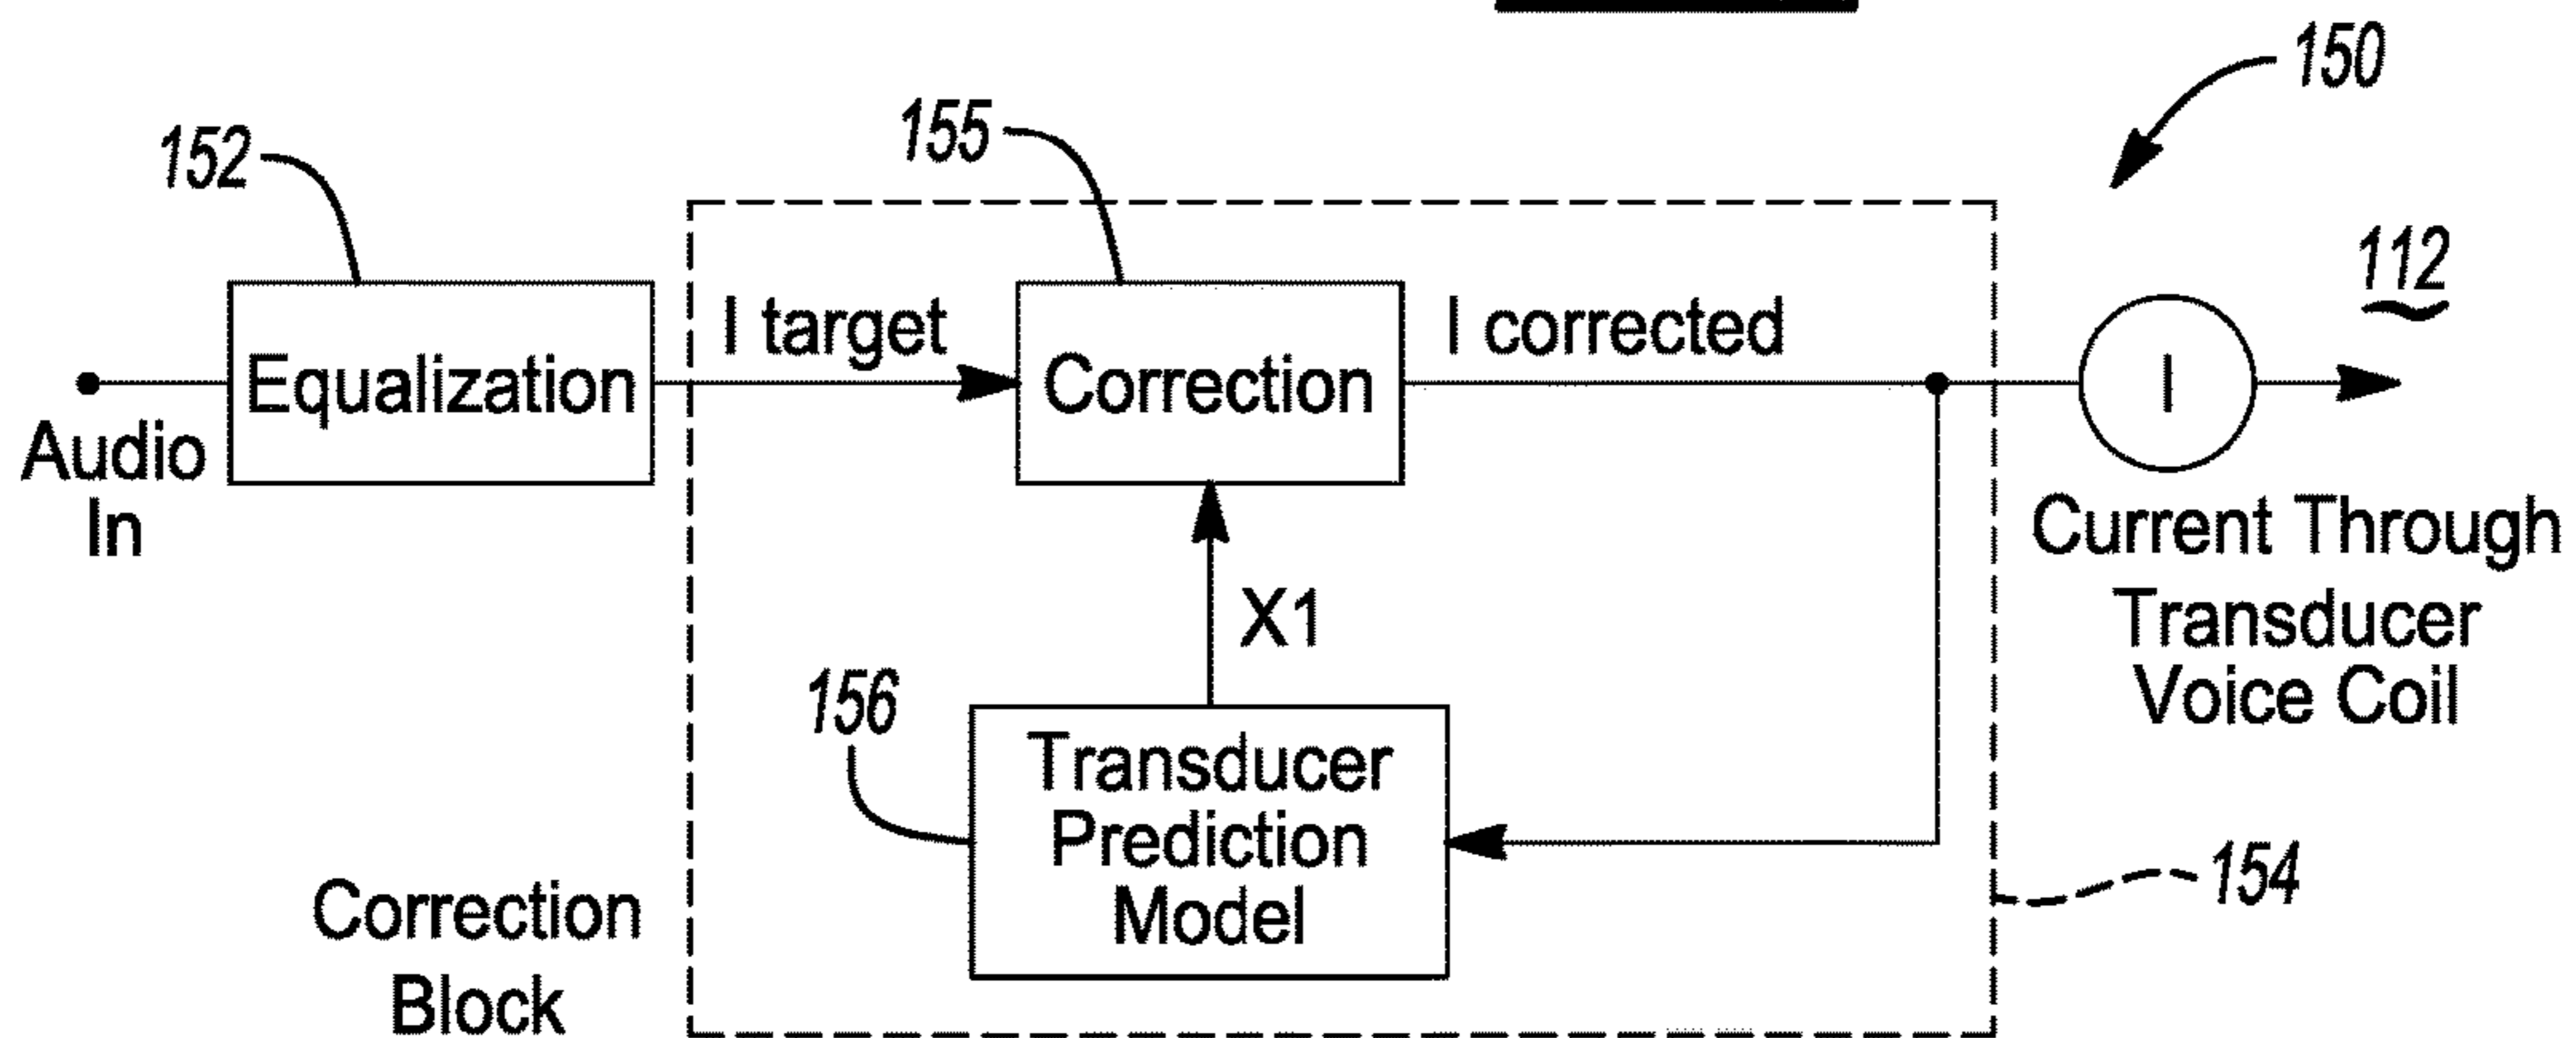 150
155
152
112
I target
I corrected
Equalization
Correction
I
Audio
In
Current Through
Transducer
Voice Coil
X1
156
Transducer
Prediction
Model
154
Correction
Block